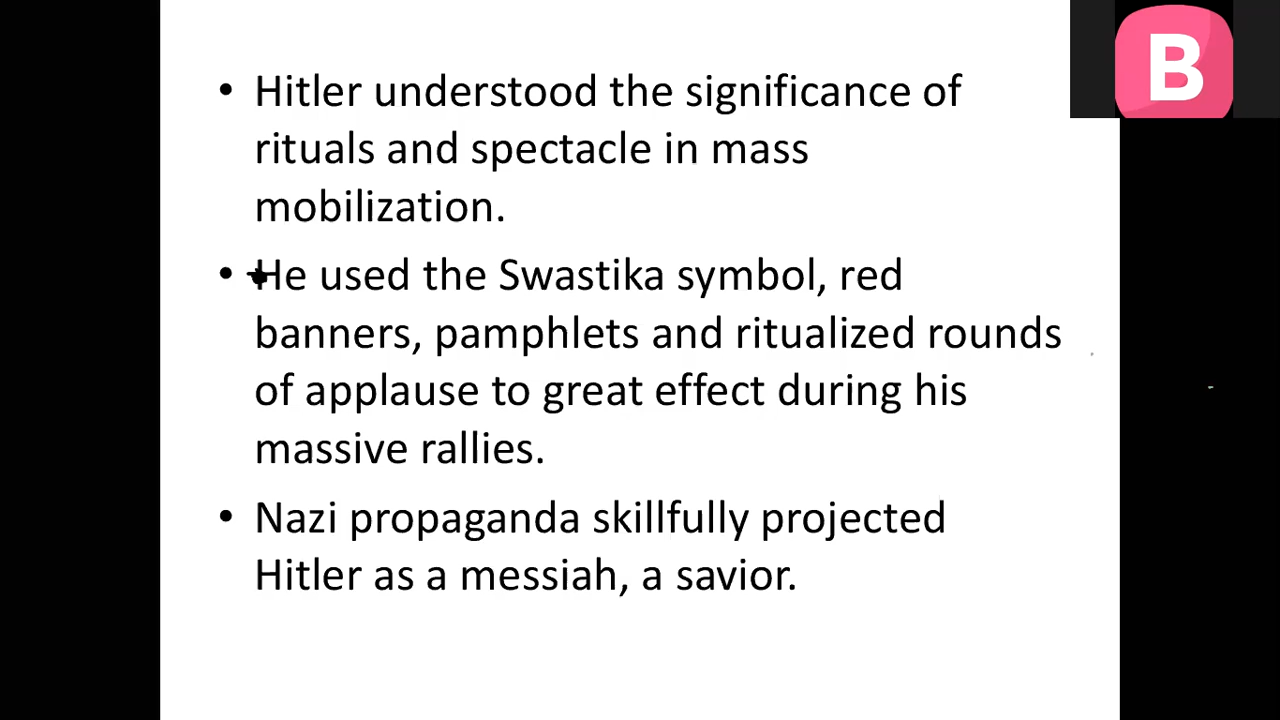 B
• Hitler understood the significance of
rituals and spectacle in mass
mobilization.
• He used the Swastika symbol, red
banners, pamphlets and ritualized rounds
of applause to great effect during his
massive rallies.
• Nazi propaganda skillfully projected
Hitler as a messiah, a savior.